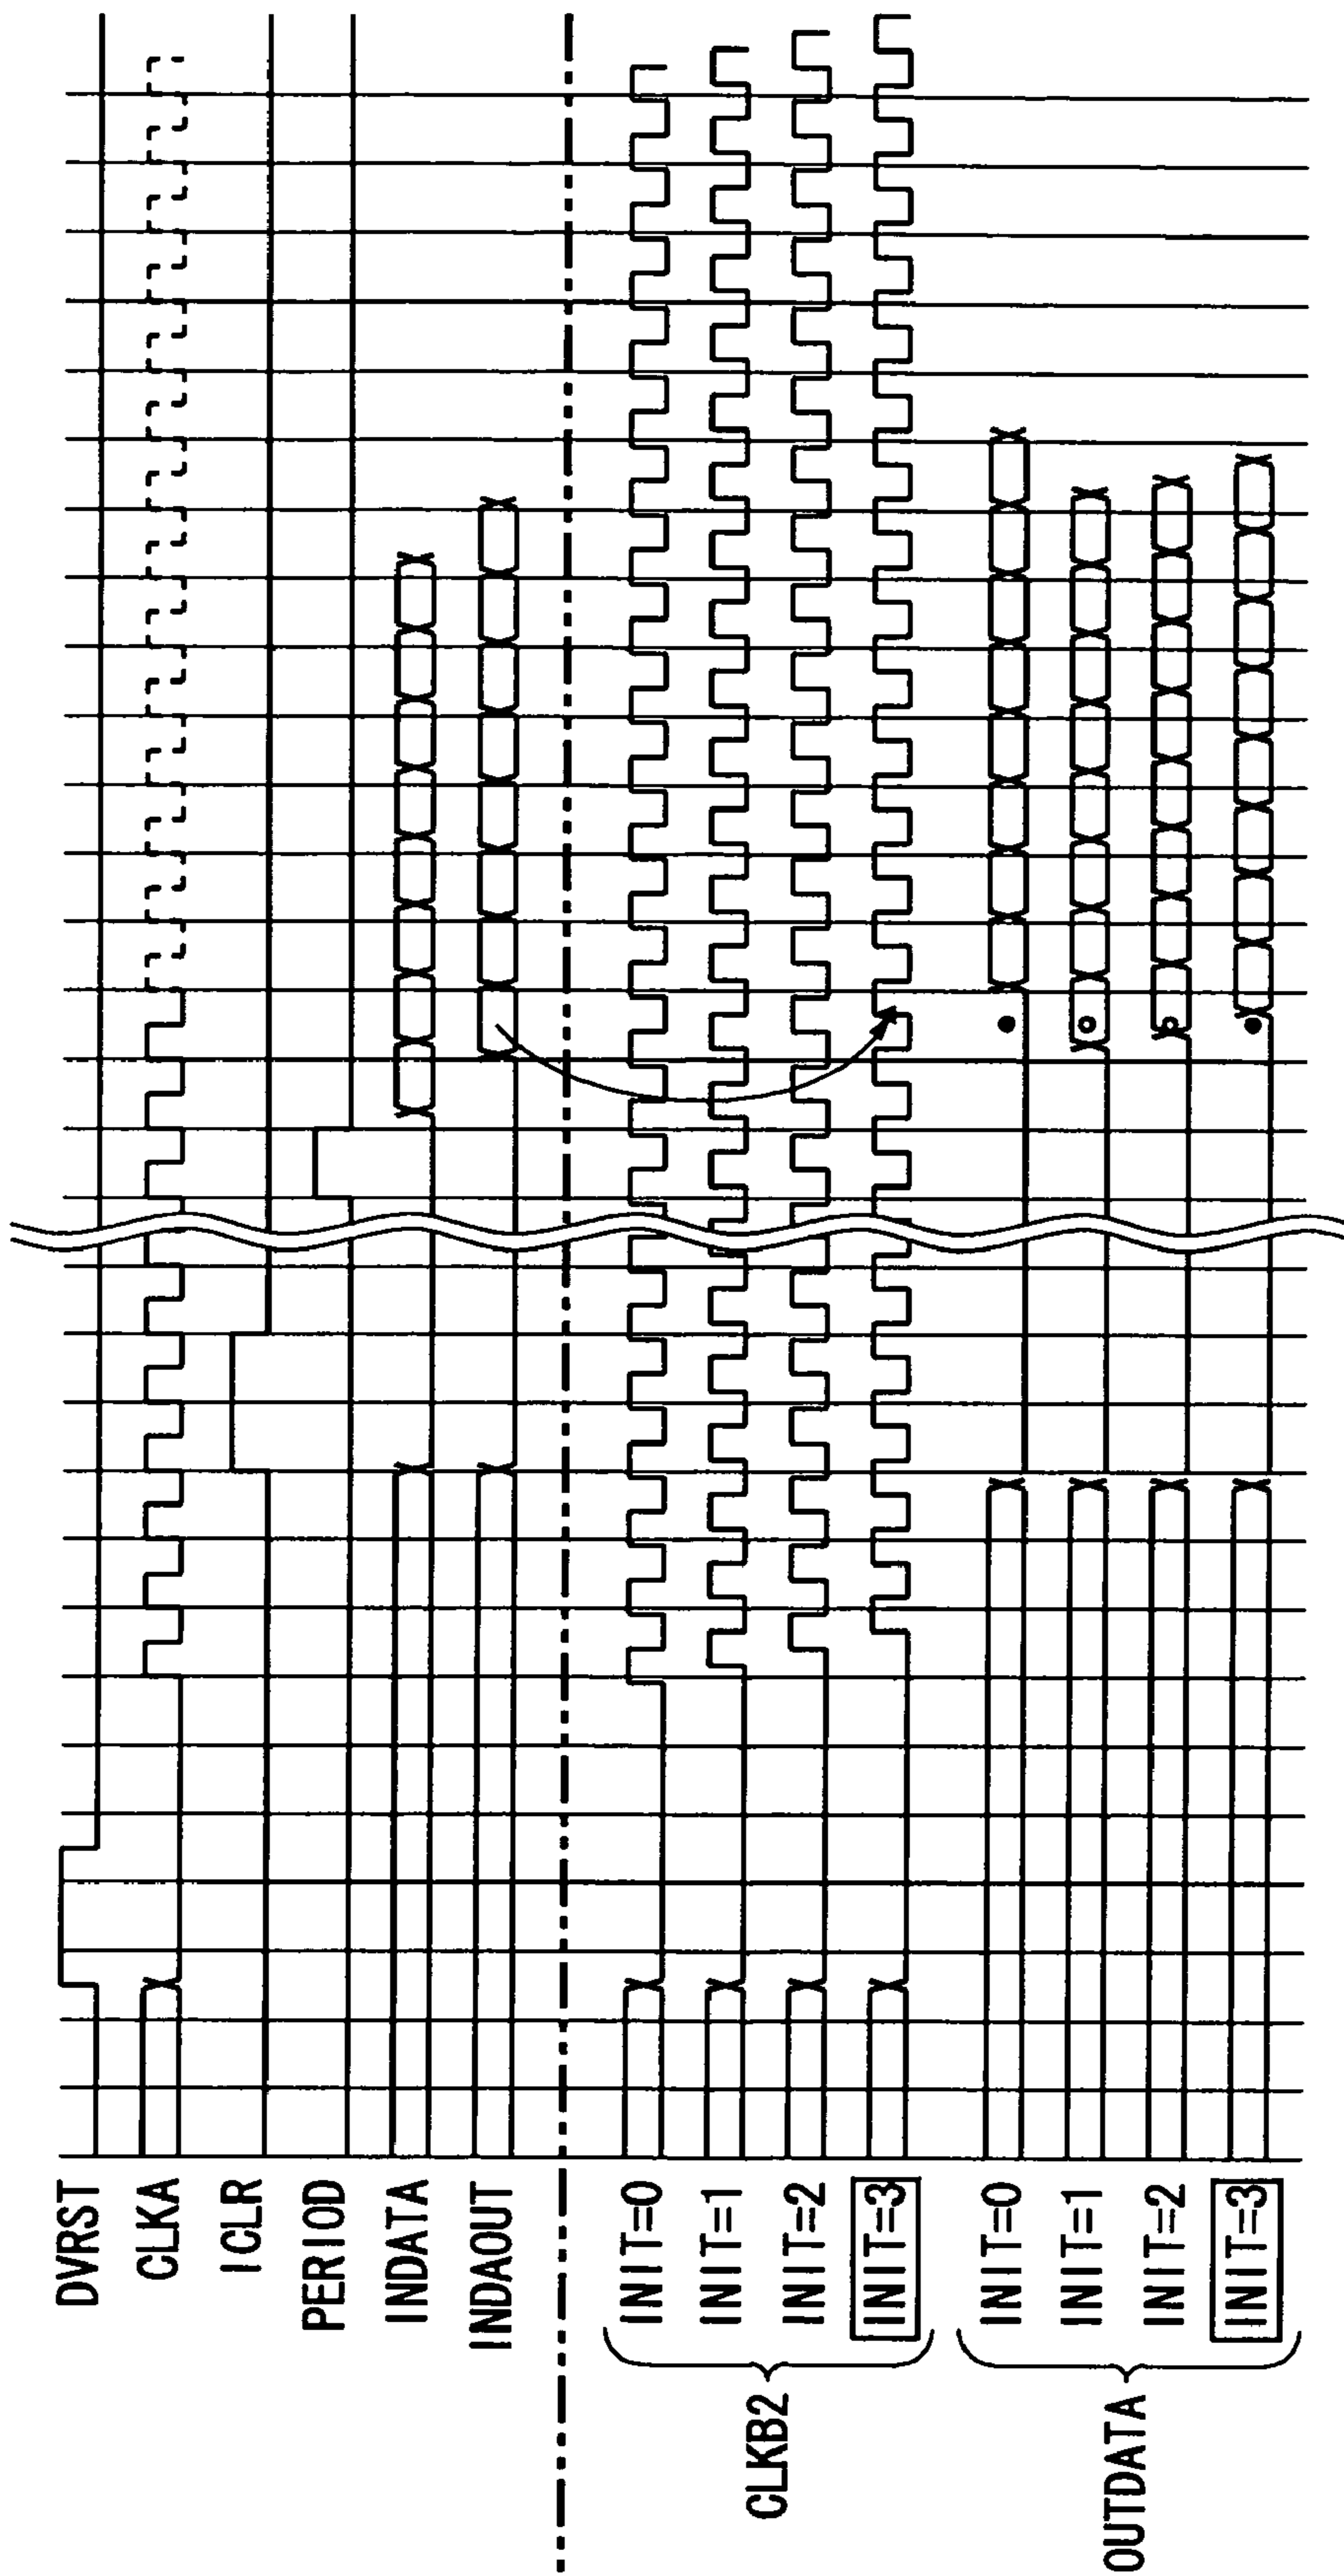 DVRST
CLKA
ICLR
PERIOD
INDATA
INDAOUT
CLKB2
INIT=0
INIT=1
INIT=2
INIT=3
OUTDATA
INIT=0
INIT=1
INIT=2
INIT=3